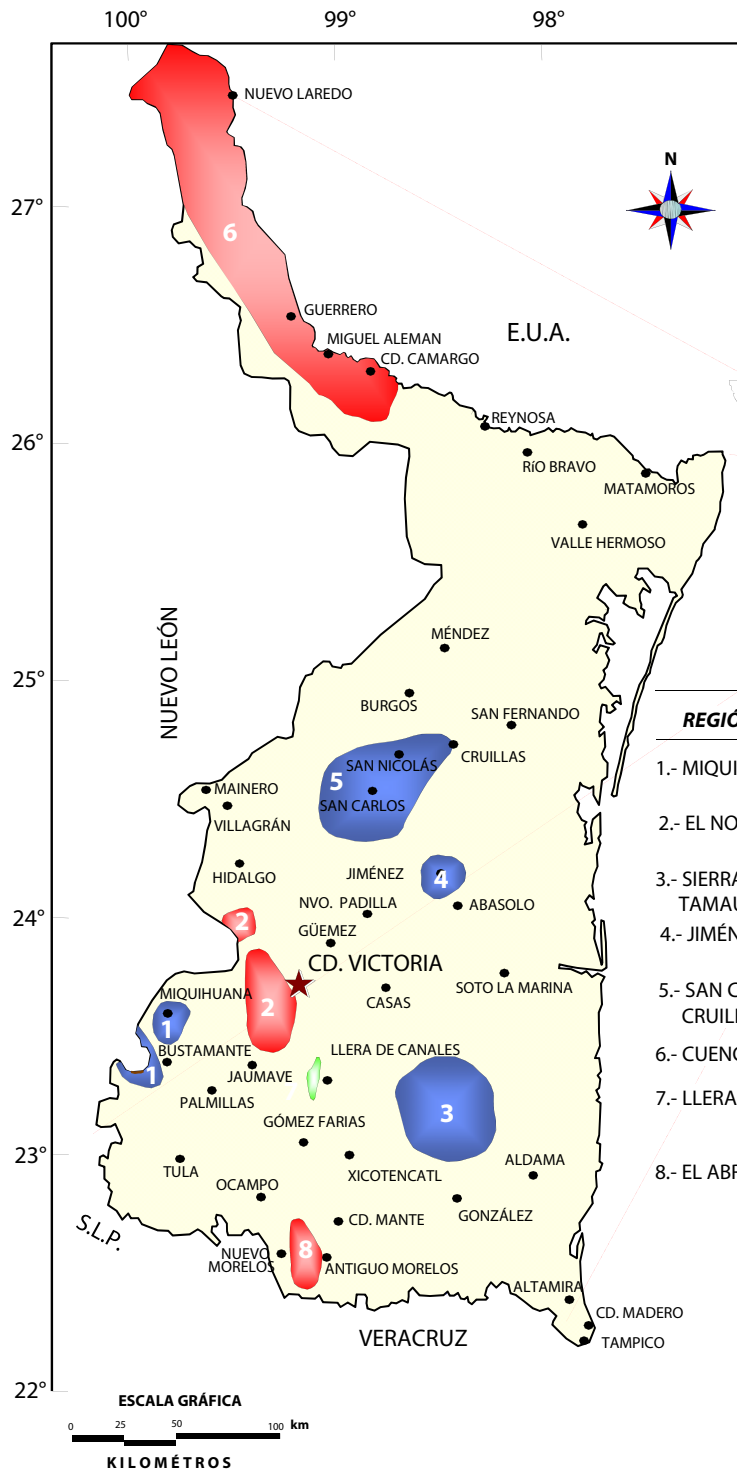 100°
99°
98°
NUEVO LAREDO
N
27°
6
GUERRERO
MIGUEL ALEMAN
E.U.A.
CD. CAMARGO
REYNOSA
26°
RíO BRAVO
MATAMOROS
VALLE HERMOSO
NUEVO LEÓN
MÉNDEZ
25°
BURGOS
SAN FERNANDO
REGIÓ
CRUILLAS
SAN NICOLÁS
1.- MIQUI
5
MAINERO
SAN CARLOS
VILLAGRÁN
2.- EL NO
HIDALGO
JIMÉNEZ
4
3.- SIERRA
TAMAU
NVO. PADILLA
ABASOLO
24°
2
GÜEMEZ
4.- JIMÉN
CD. VICTORIA
SOTO LA MARINA
MIQUIHUANA
2
CASAS
5.- SAN C
CRUILL
1
BUSTAMANTE
LLERA DE CANALES
6.- CUENC
1
JAUMAVE
PALMILLAS
7.- LLERA
3
GÓMEZ FARIAS
23°
TULA
XICOTENCATL
ALDAMA
8.- EL ABR
OCAMPO
CD. MANTE
GONZÁLEZ
S.L.P.
8
NUEVO
MORELOS
ANTIGUO MORELOS
ALTAMIRA
CD. MADERO
VERACRUZ
TAMPICO
22°
ESCALA GRÁFICA
0 25 50 100 km
KILOMÉTROS